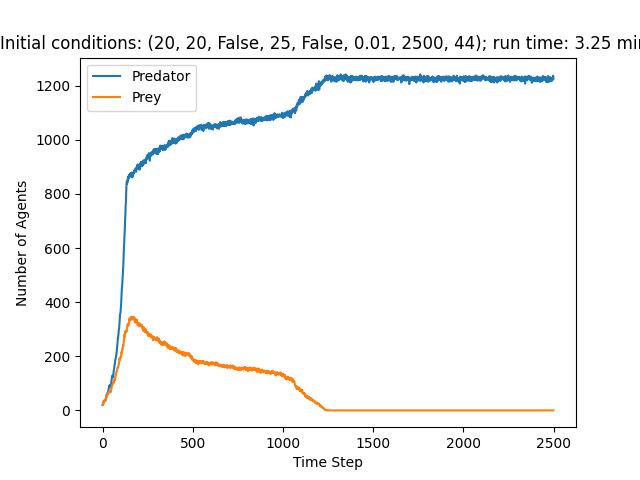 Initial conditions: (20, 20, False, 25, False, 0.01, 2500, 44); run time: 3.25
Predator
Prey
1200
1000
800
600
400
200
0
Number of Agents
0 500 1000 1500 2000 2500
Time Step